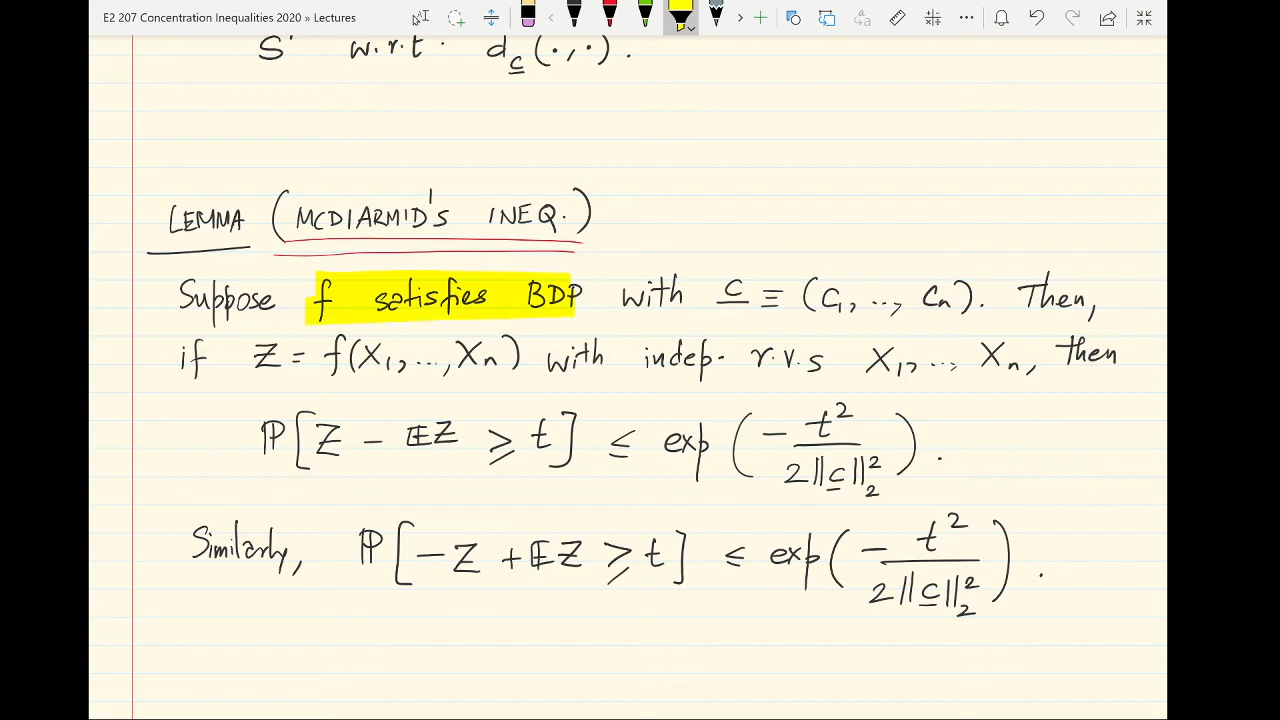 E2 207 Concentration Inequalities 2020 » Lectures
S w.r.t. d_c(·,·).
LEMMA (MCDIARMID'S INEQ.)
Suppose f satisfies BDP with c ≡ (C₁, .., Cn). Then,
if Z = f(X₁,...,Xn) with indep. r.v.s X₁,..., Xn, then
ℙ[Z - 𝔼Z ⩾ t] ≤ exp(-t²/2||c||₂²).
Similarly, ℙ[-Z + 𝔼Z ⩾ t] ≤ exp(-t²/2||c||₂²).